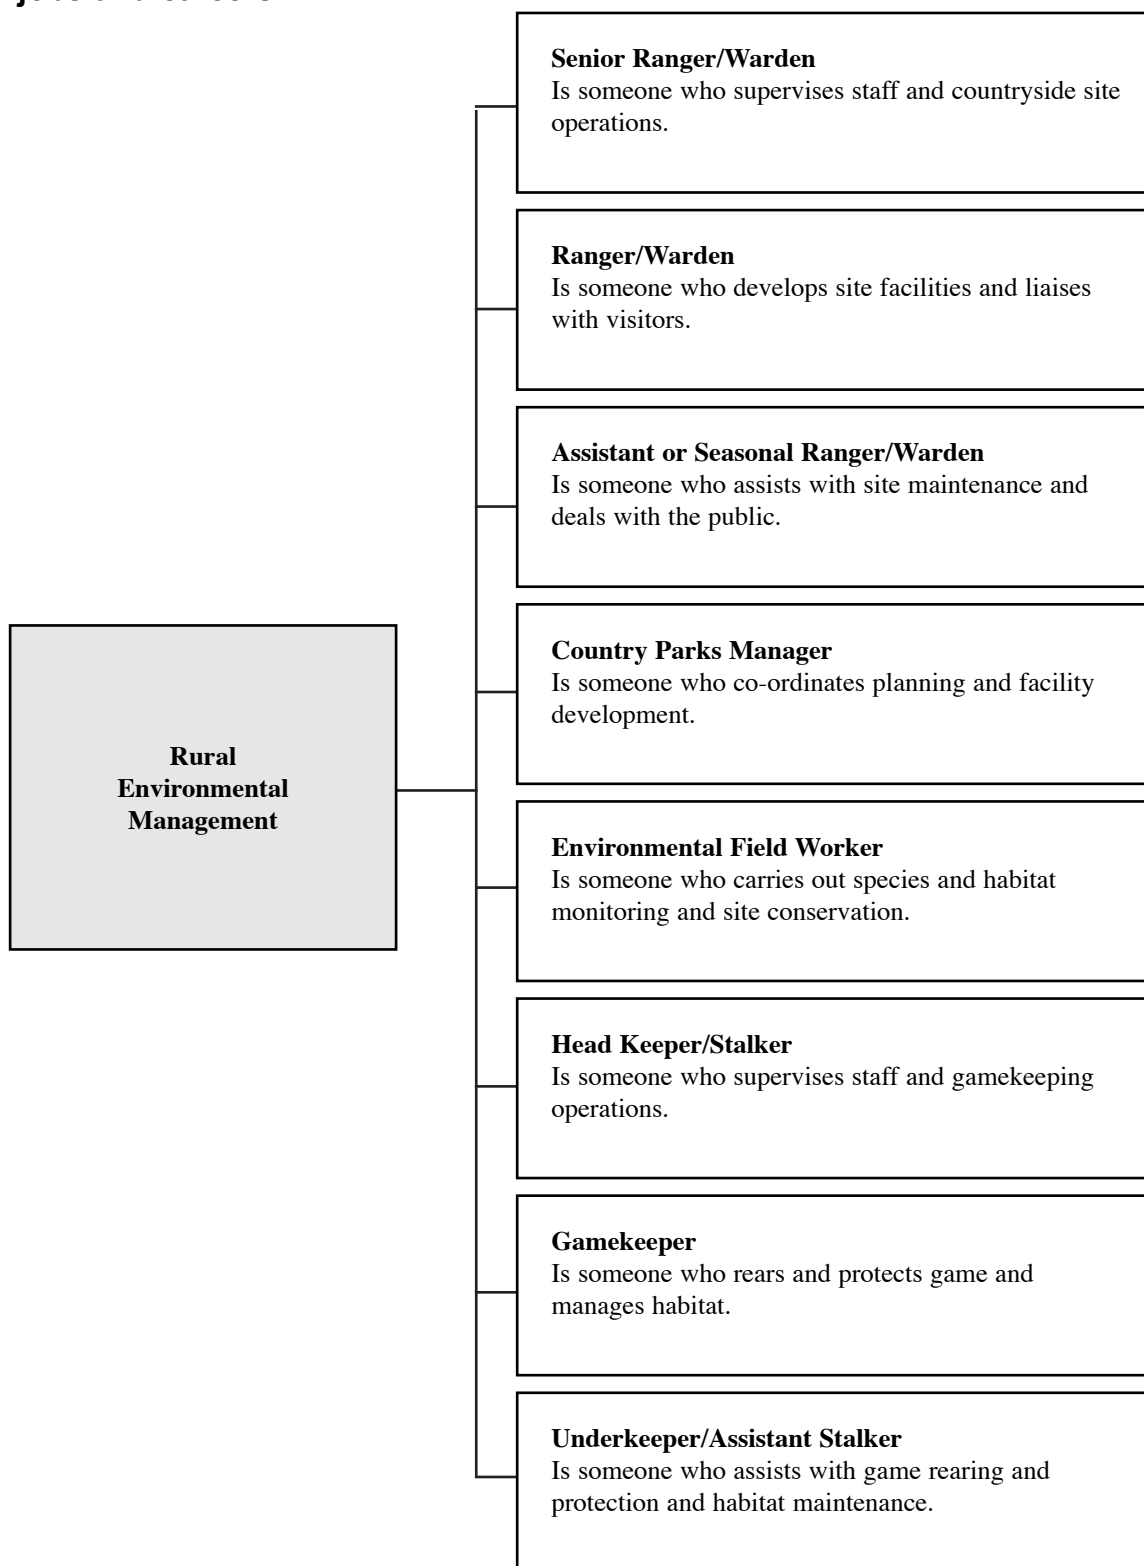 Senior Ranger/Warden
Is someone who supervises staff and countryside site
operations.
Ranger/Warden
Is someone who develops site facilities and liaises
with visitors.
Assistant or Seasonal Ranger/Warden
Is someone who assists with site maintenance and
deals with the public.
Country Parks Manager
Is someone who co-ordinates planning and facility
development.
Rural
Environmental
Management
Environmental Field Worker
Is someone who carries out species and habitat
monitoring and site conservation.
Head Keeper/Stalker
Is someone who supervises staff and gamekeeping
operations.
Gamekeeper
Is someone who rears and protects game and
manages habitat.
Underkeeper/Assistant Stalker
Is someone who assists with game rearing and
protection and habitat maintenance.